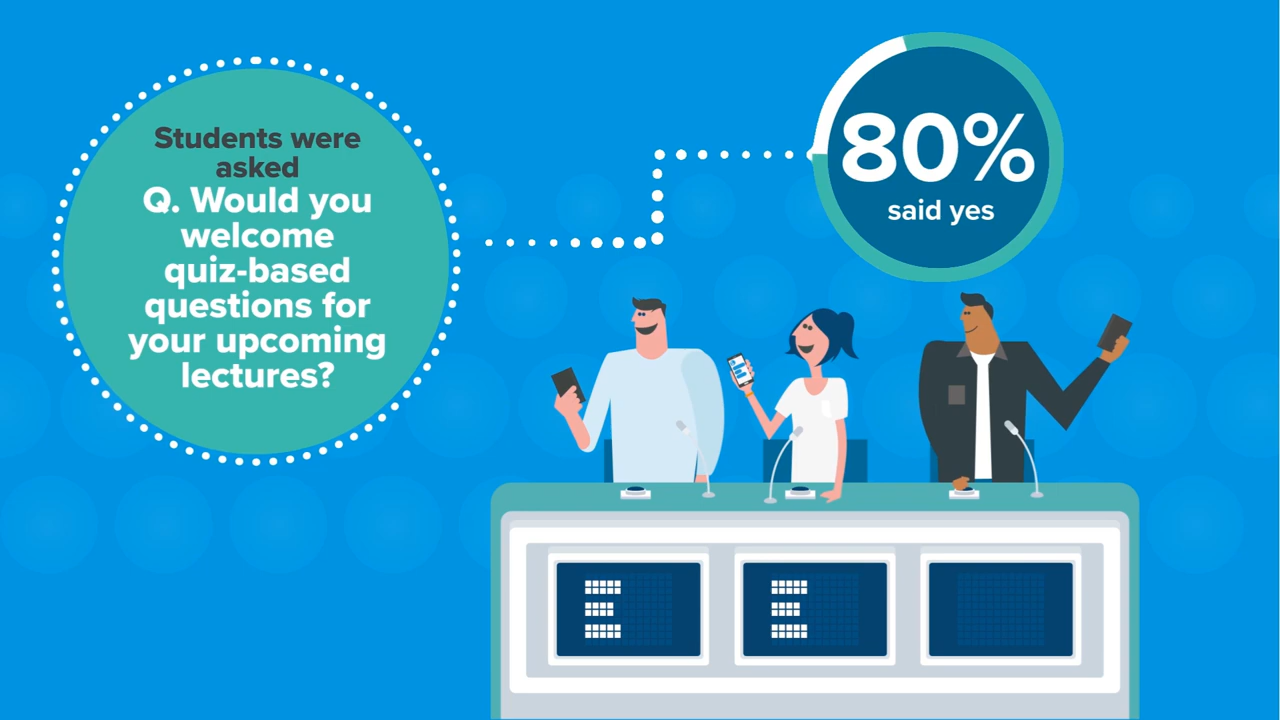 Students were
asked
Q. Would you
welcome
quiz-based
questions for
your upcoming
lectures?
80%
said yes